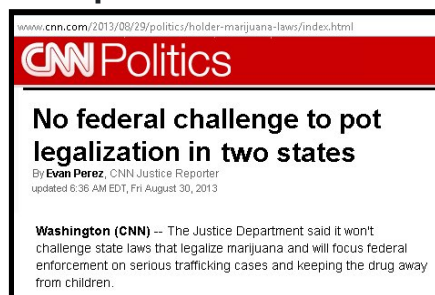 www.cnn.com/2013/08/29/politics/holder-marijuana-laws/index.html
CNN Politics
No federal challenge to pot
legalization in two states
By Evan Perez, CNN Justice Reporter
updated 6:36 AM EDT, Fri August 30, 2013
Washington (CNN) -- The Justice Department said it won't
challenge state laws that legalize marijuana and will focus federal
enforcement on serious trafficking cases and keeping the drug away
from children.